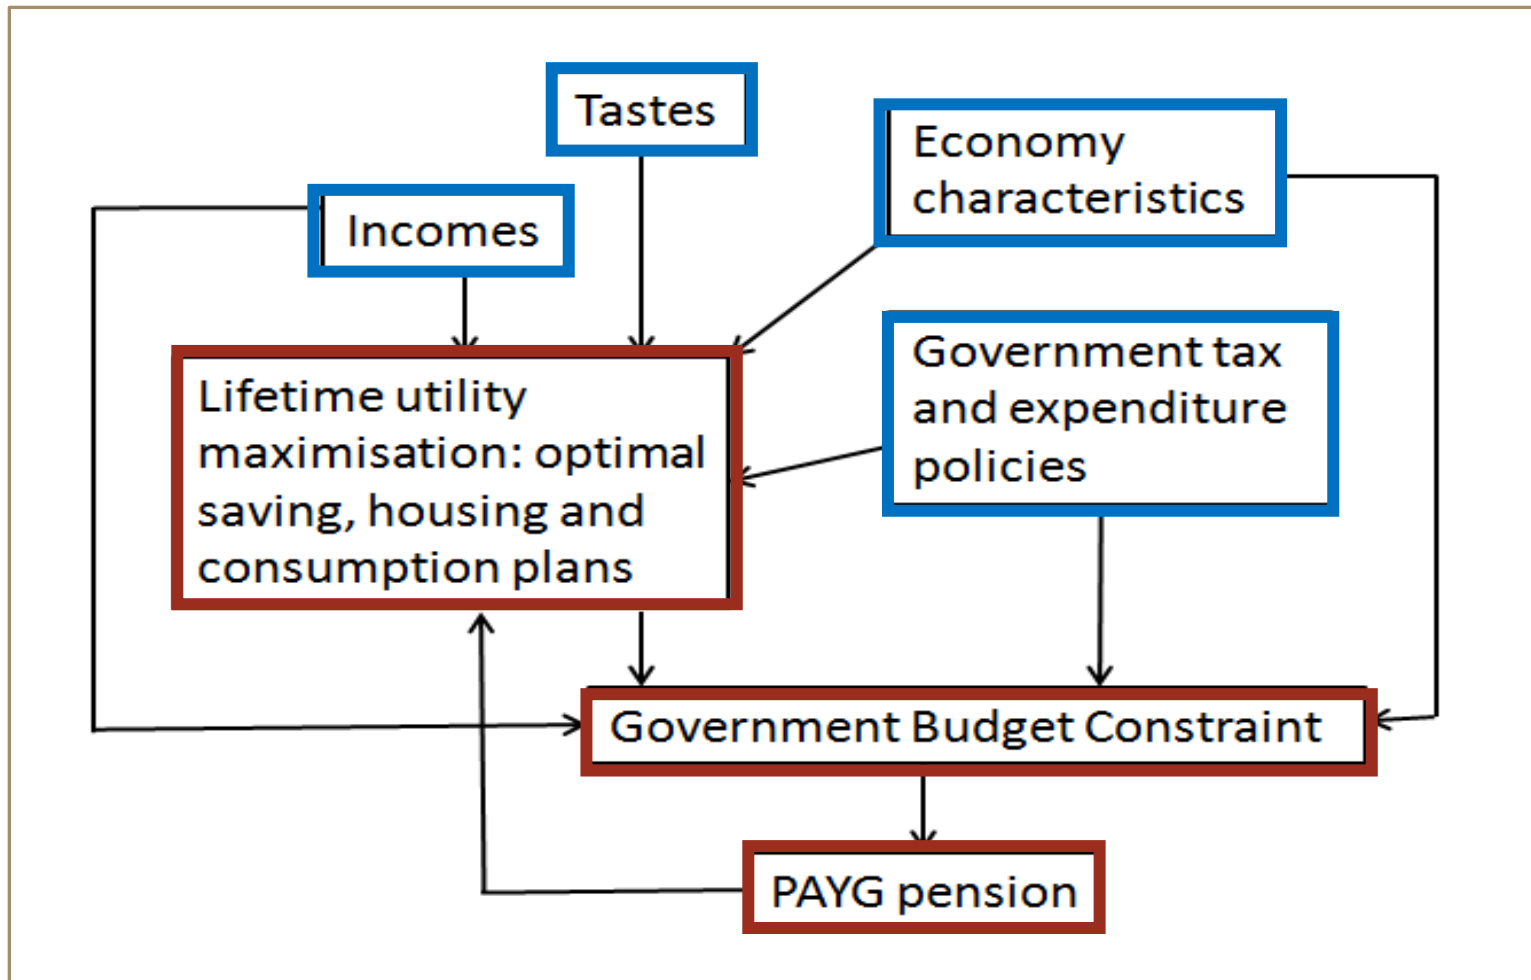 Tastes
Economy
characteristics
Incomes
Government tax
and expenditure
policies
Lifetime utility
maximisation: optimal
saving, housing and
consumption plans
Government Budget Constraint
PAYG pension